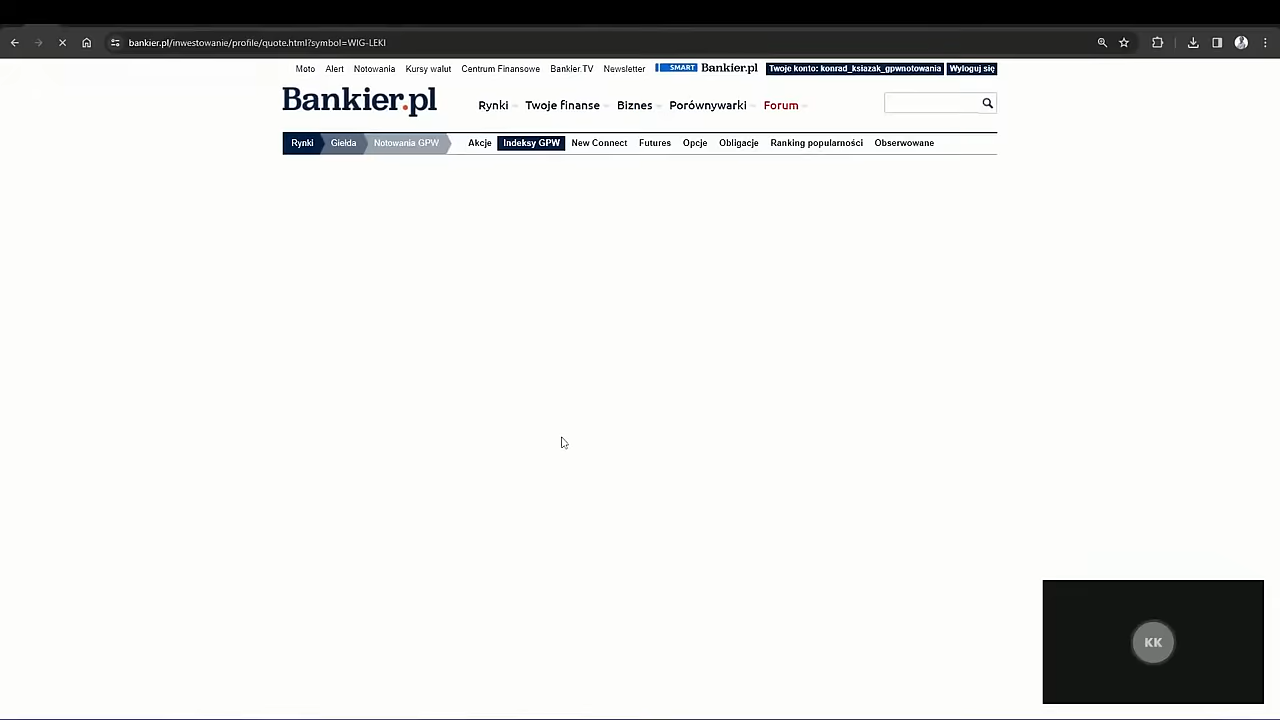 bankier.pl/inwestowanie/profile/quote.html?symbol=WIG-LEKI
Moto Alert Notowania Kursy walut Centrum Finansowe Bankier.TV Newsletter SMART Bankier.pl Twoje konto: konrad_ksiazak_gpwnotowania Wyloguj się
Bankier.pl Rynki Twoje finanse Biznes Porównywarki Forum
Rynki Giełda Notowania GPW Akcje Indeksy GPW New Connect Futures Opcje Obligacje Ranking popularności Obserwowane
KK